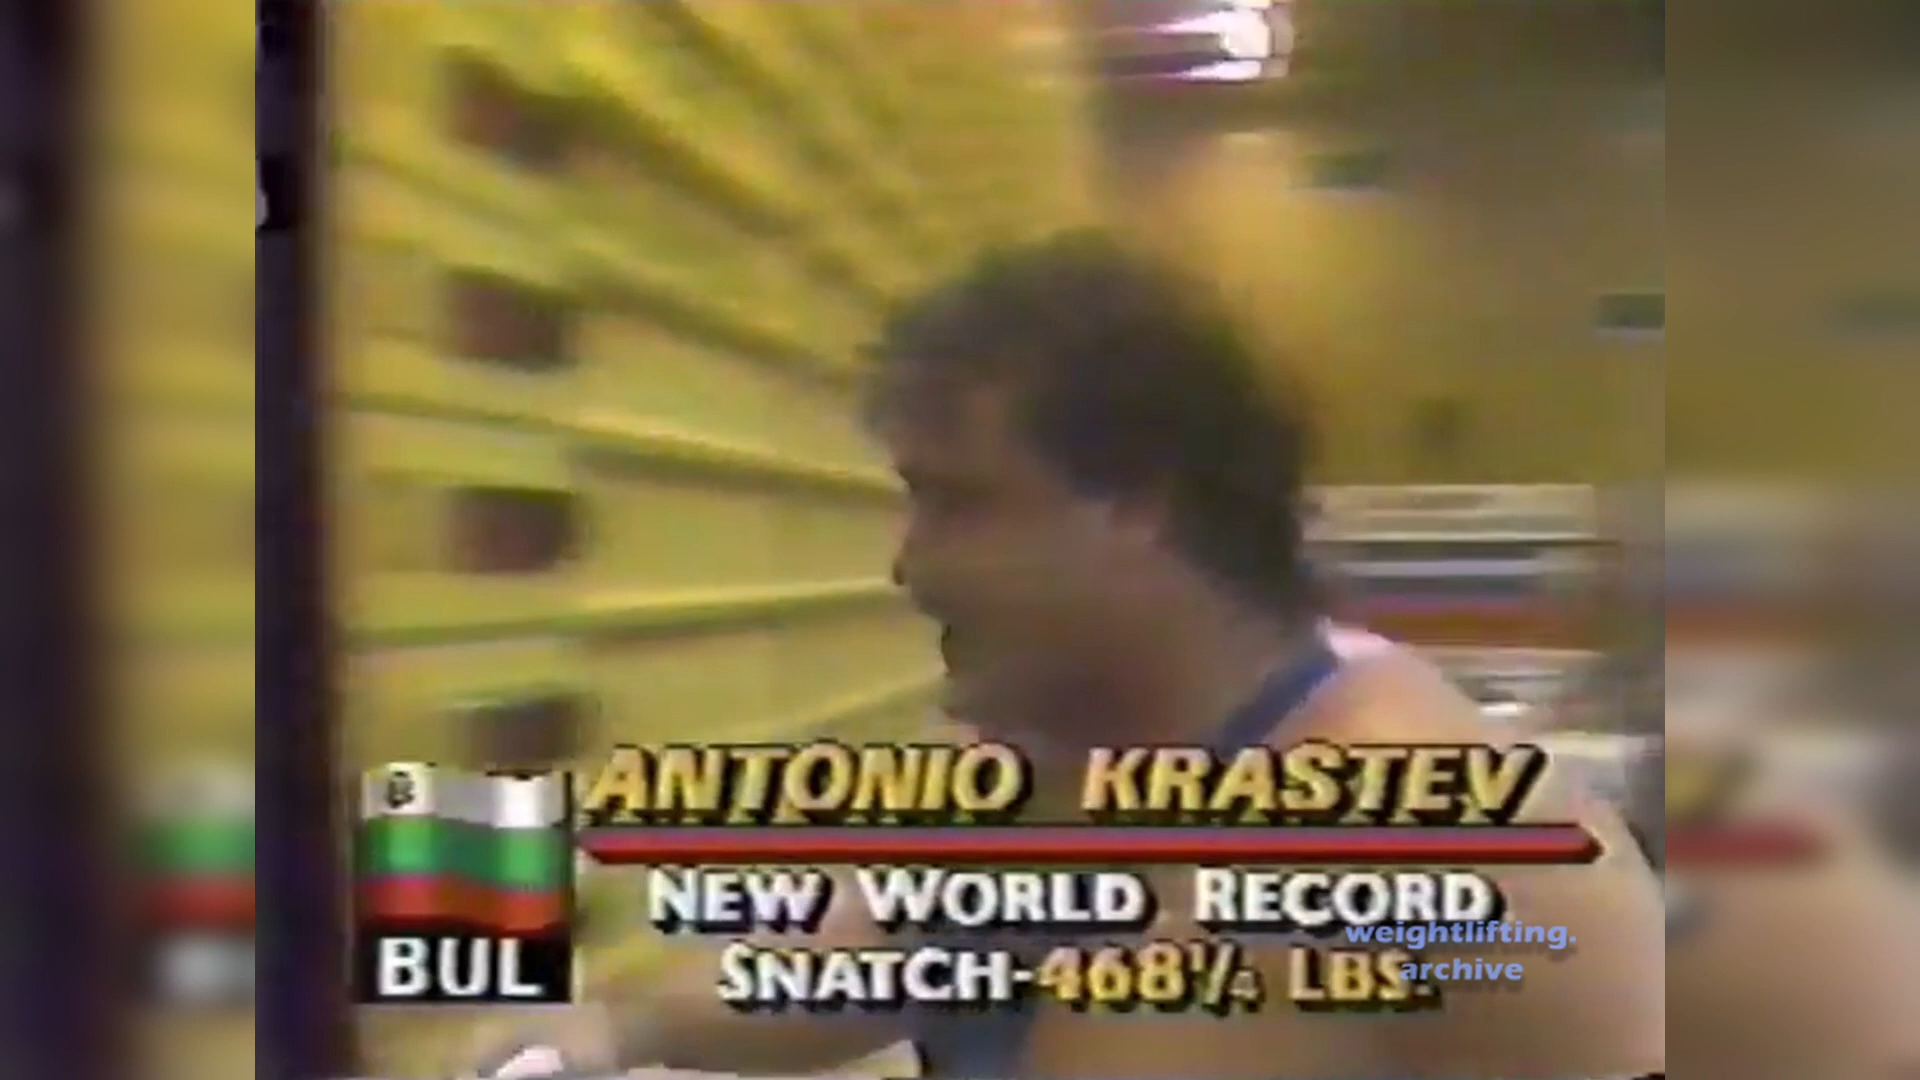 ANTONIO KRASTEV
BUL
NEW WORLD RECORD
SNATCH-468¼ LBS.
weightlifting.
archive